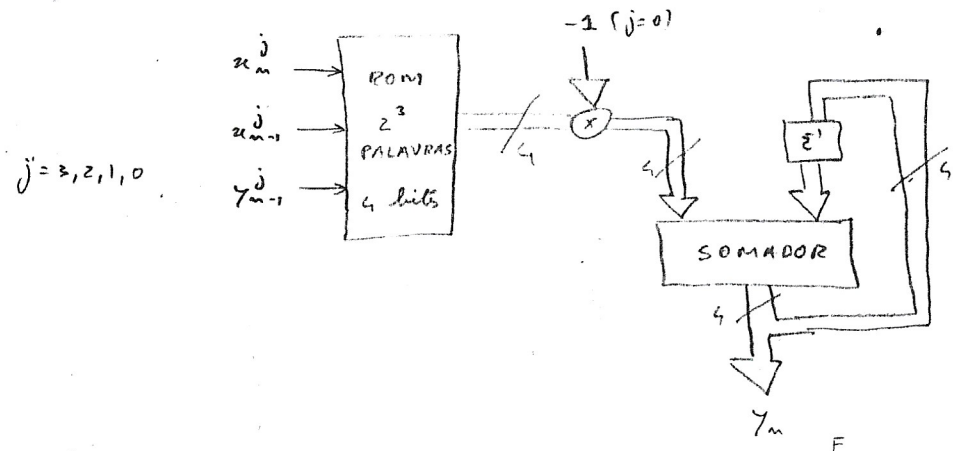 -1 (j=0)
x_n^j
ROM
2^3
PALAVRAS
4 bits
x_{n-1}^j
y_{n-1}^j
j = 3, 2, 1, 0
4
x
4
4
SOMADOR
4
y_n